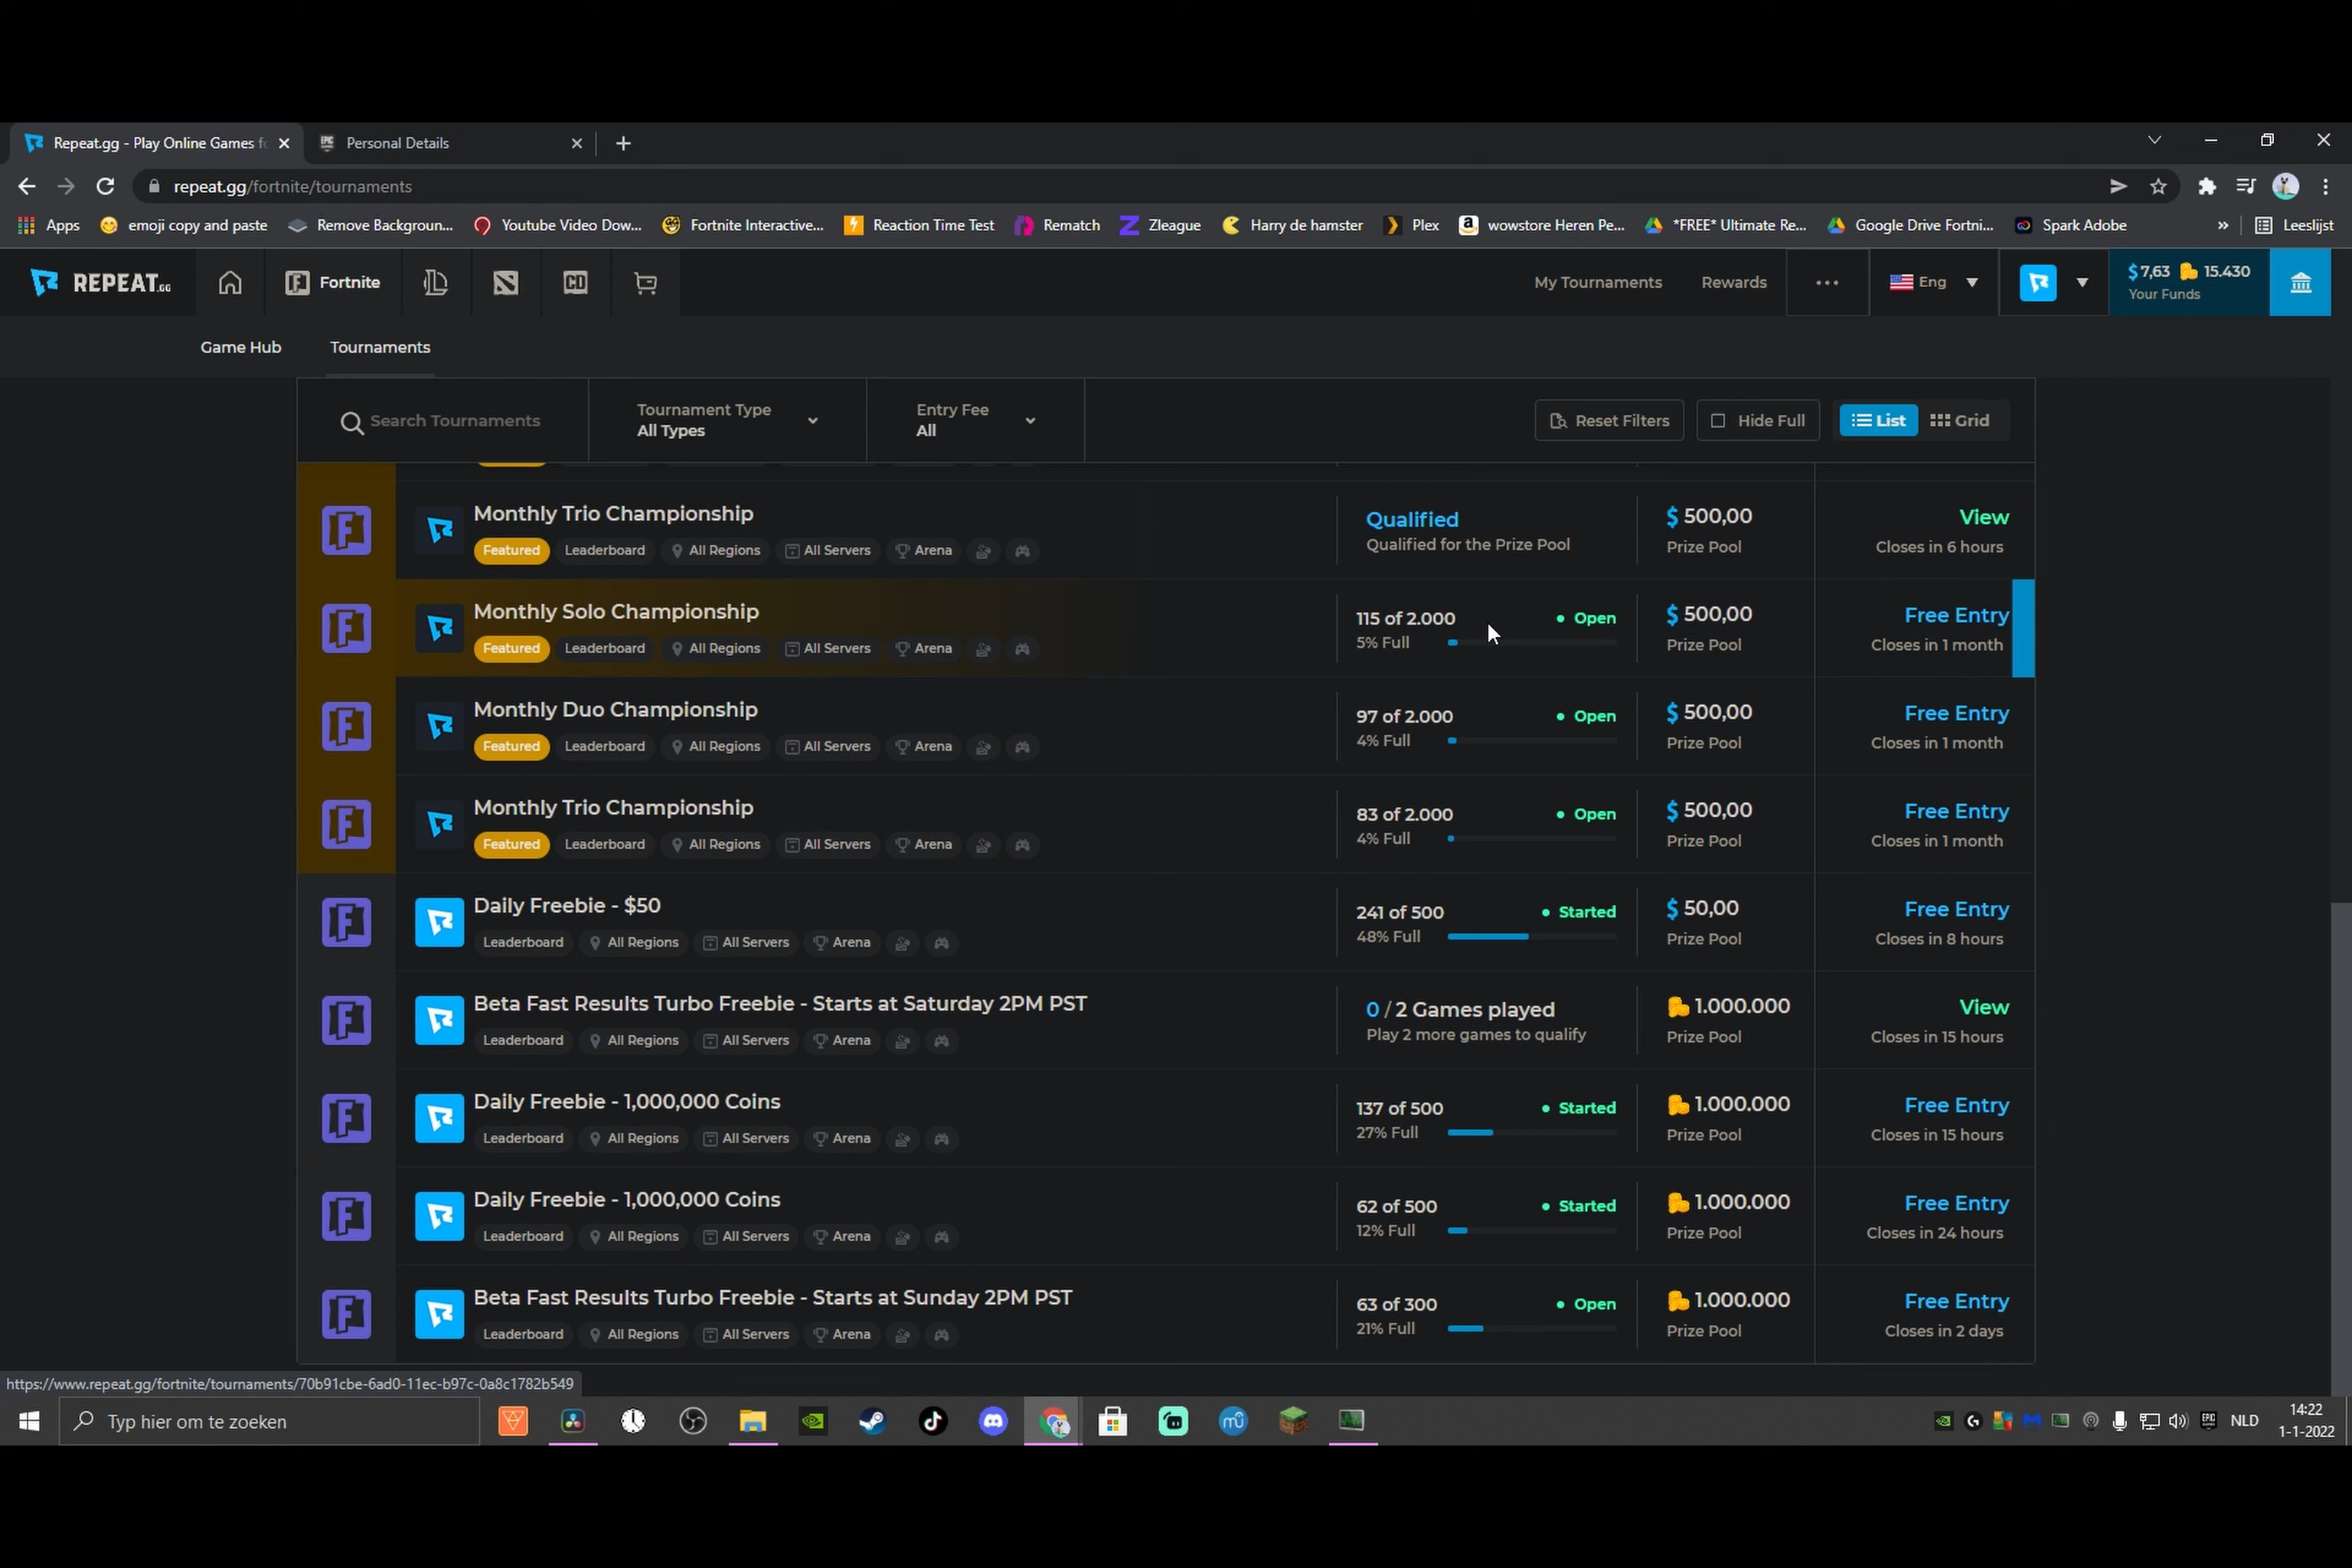 Repeat.gg - Play Online Games fo
Personal Details
repeat.gg/fortnite/tournaments
Apps
emoji copy and paste
Remove Backgroun...
Youtube Video Dow...
Fortnite Interactive...
Reaction Time Test
Rematch
Zleague
Harry de hamster
Plex
wowstore Heren Pe...
*FREE* Ultimate Re...
Google Drive Fortni...
Spark Adobe
»
Leeslijst
REPEAT.GG
Fortnite
My Tournaments
Rewards
Eng
$7,63 15.430
Your Funds
Game Hub
Tournaments
Search Tournaments
Tournament Type
All Types
Entry Fee
All
Reset Filters
Hide Full
List
Grid
Monthly Trio Championship
Featured Leaderboard All Regions All Servers Arena
Qualified
Qualified for the Prize Pool
$ 500,00
Prize Pool
View
Closes in 6 hours
Monthly Solo Championship
Featured Leaderboard All Regions All Servers Arena
115 of 2.000 • Open
5% Full
$ 500,00
Prize Pool
Free Entry
Closes in 1 month
Monthly Duo Championship
Featured Leaderboard All Regions All Servers Arena
97 of 2.000 • Open
4% Full
$ 500,00
Prize Pool
Free Entry
Closes in 1 month
Monthly Trio Championship
Featured Leaderboard All Regions All Servers Arena
83 of 2.000 • Open
4% Full
$ 500,00
Prize Pool
Free Entry
Closes in 1 month
Daily Freebie - $50
Leaderboard All Regions All Servers Arena
241 of 500 • Started
48% Full
$ 50,00
Prize Pool
Free Entry
Closes in 8 hours
Beta Fast Results Turbo Freebie - Starts at Saturday 2PM PST
Leaderboard All Regions All Servers Arena
0 / 2 Games played
Play 2 more games to qualify
1.000.000
Prize Pool
View
Closes in 15 hours
Daily Freebie - 1,000,000 Coins
Leaderboard All Regions All Servers Arena
137 of 500 • Started
27% Full
1.000.000
Prize Pool
Free Entry
Closes in 15 hours
Daily Freebie - 1,000,000 Coins
Leaderboard All Regions All Servers Arena
62 of 500 • Started
12% Full
1.000.000
Prize Pool
Free Entry
Closes in 24 hours
Beta Fast Results Turbo Freebie - Starts at Sunday 2PM PST
Leaderboard All Regions All Servers Arena
63 of 300 • Open
21% Full
1.000.000
Prize Pool
Free Entry
Closes in 2 days
https://www.repeat.gg/fortnite/tournaments/70b91cbe-6ad0-11ec-b97c-0a8c1782b549
Typ hier om te zoeken
NLD
14:22
1-1-2022